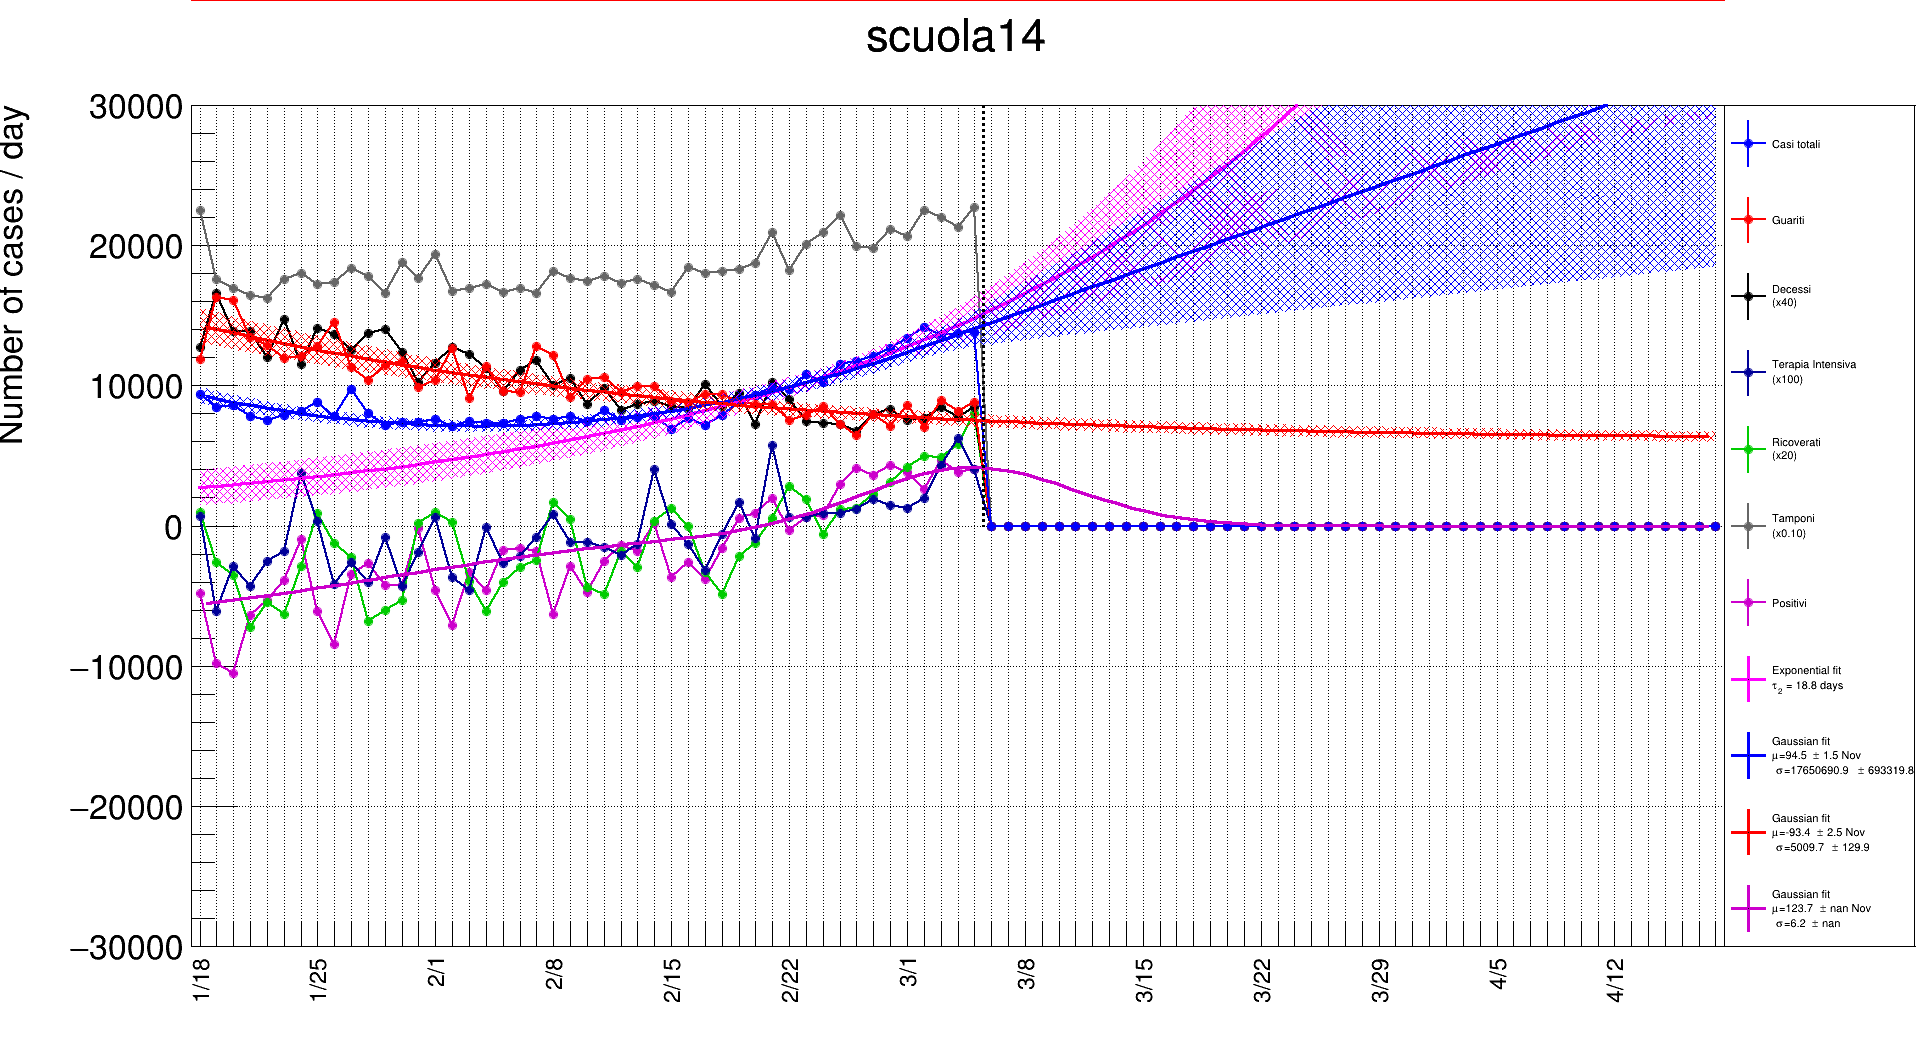 scuola14
Number of cases / day
30000
20000
10000
0
−10000
−20000
−30000
1/18
1/25
2/1
2/8
2/15
2/22
3/1
3/8
3/15
3/22
3/29
4/5
4/12
Casi totali
Guariti
Decessi
(x40)
Terapia Intensiva
(x100)
Ricoverati
(x20)
Tamponi
(x0.10)
Positivi
Exponential fit
τ2 = 18.8 days
Gaussian fit
μ=94.5 ± 1.5 Nov
σ=17650690.9 ± 693319.8
Gaussian fit
μ=-93.4 ± 2.5 Nov
σ=5009.7 ± 129.9
Gaussian fit
μ=123.7 ± nan Nov
σ=6.2 ± nan